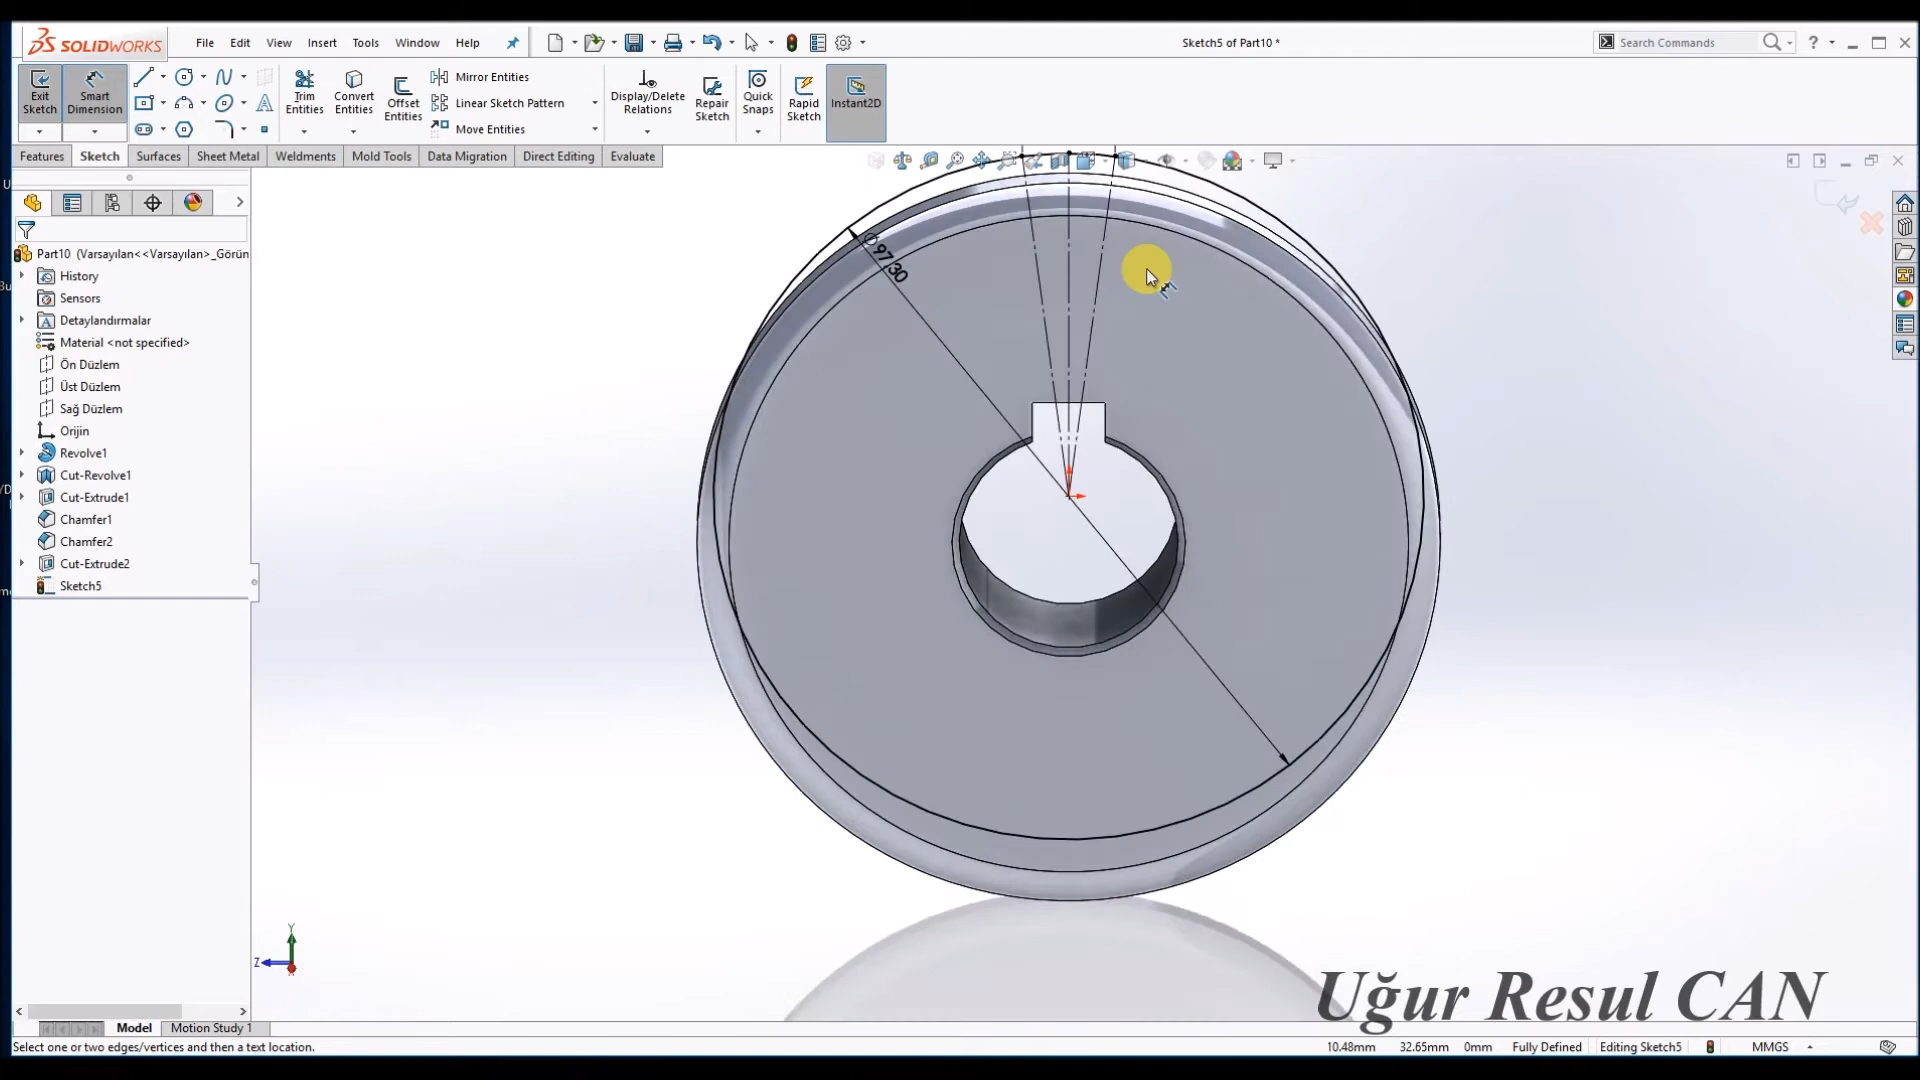 SOLIDWORKS
File Edit View Insert Tools Window Help
Sketch5 of Part10 *
Search Commands
Exit Sketch
Smart Dimension
Trim Entities
Convert Entities
Offset Entities
Mirror Entities
Linear Sketch Pattern
Move Entities
Display/Delete Relations
Repair Sketch
Quick Snaps
Rapid Sketch
Instant2D
Features Sketch Surfaces Sheet Metal Weldments Mold Tools Data Migration Direct Editing Evaluate
Part10 (Varsayılan<<Varsayılan>_Görün
History
Sensors
Detaylandırmalar
Material <not specified>
Ön Düzlem
Üst Düzlem
Sağ Düzlem
Orijin
Revolve1
Cut-Revolve1
Cut-Extrude1
Chamfer1
Chamfer2
Cut-Extrude2
Sketch5
Ø97.30
Y
Z
Uğur Resul CAN
Model Motion Study 1
Select one or two edges/vertices and then a text location.
10.48mm 32.65mm 0mm Fully Defined Editing Sketch5 MMGS